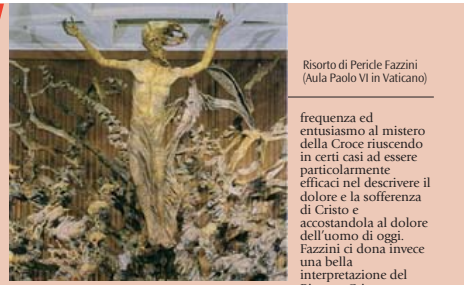 Risorto di Pericle Fazzini
(Aula Paolo VI in Vaticano)
frequenza ed
entusiasmo al mistero
della Croce riuscendo
in certi casi ad essere
particolarmente
efficaci nel descrivere il
dolore e la sofferenza
di Cristo e
accostandola al dolore
dell'uomo di oggi.
Fazzini ci dona invece
una bella
interpretazione del